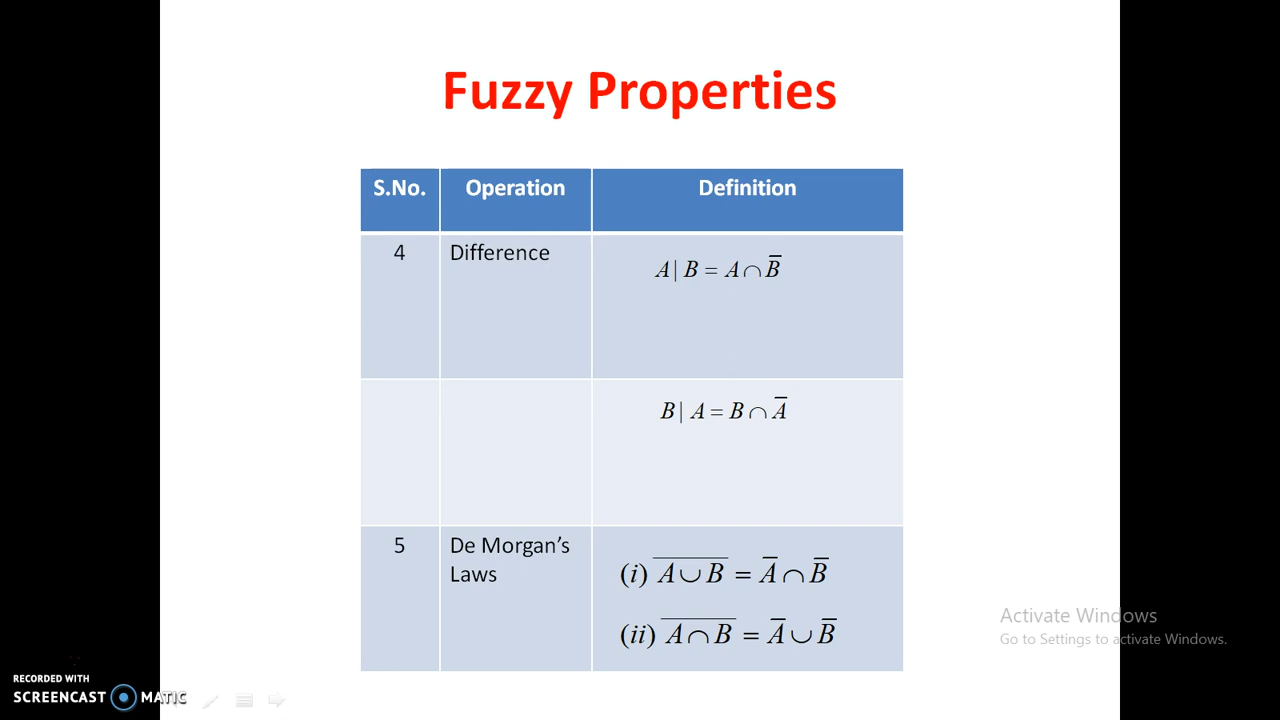 Fuzzy Properties
S.No. Operation Definition
4 Difference A | B = A ∩ B̅
B | A = B ∩ A̅
5 De Morgan's
Laws
(i) A̅ ̅∪̅ ̅B̅ = A̅ ∩ B̅
(ii) A̅ ̅∩̅ ̅B̅ = A̅ ∪ B̅
Activate Windows
Go to Settings to activate Windows.
RECORDED WITH
SCREENCAST MATIC